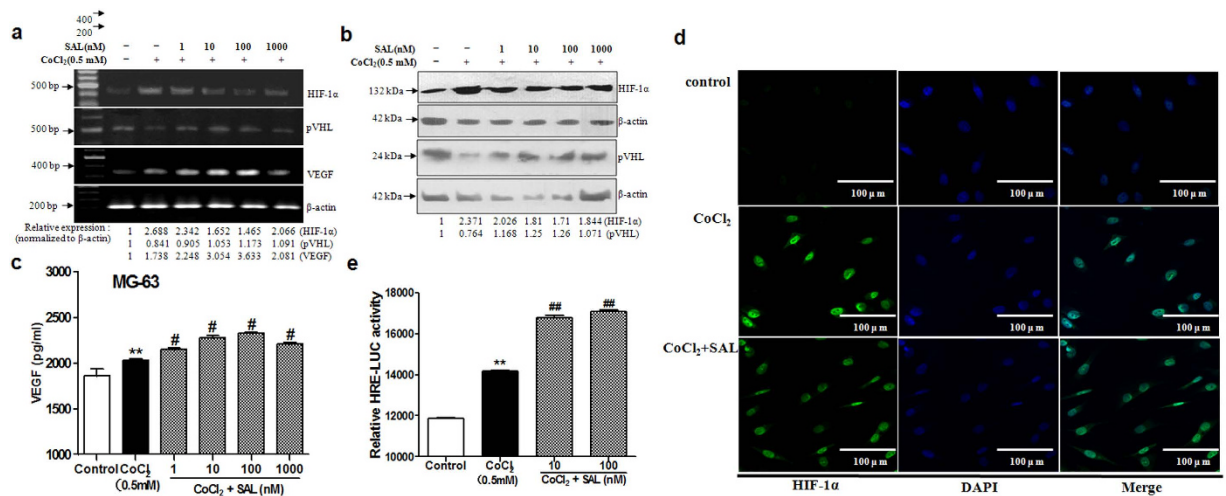 400
200
a
SAL(nM) – – 1 10 100 1000
CoCl2(0.5 mM) – + + + + +
500 bp HIF-1α
500 bp pVHL
400 bp VEGF
200 bp β-actin
Relative expression : 1 2.688 2.342 1.652 1.465 2.066 (HIF-1α)
(normalized to β-actin) 1 0.841 0.905 1.053 1.173 1.091 (pVHL)
1 1.738 2.248 3.054 3.633 2.081 (VEGF)
b
SAL(nM) – – 1 10 100 1000
CoCl2(0.5 mM) – + + + + +
132 kDa HIF-1α
42 kDa β-actin
24 kDa pVHL
42 kDa β-actin
1 2.371 2.026 1.81 1.71 1.844 (HIF-1α)
1 0.764 1.168 1.25 1.26 1.071 (pVHL)
c
MG-63
VEGF (pg/ml)
3000
2500
2000
1500
1000
** # # # #
Control CoCl2 1 10 100 1000
(0.5mM) CoCl2 + SAL (nM)
e
Relative HRE-LUC activity
18000
16000
14000
12000
10000
** ## ##
Control CoCl2 10 100
(0.5mM) CoCl2 + SAL (nM)
d
control
100 μm 100 μm 100 μm
CoCl2
100 μm 100 μm 100 μm
CoCl2+SAL
100 μm 100 μm 100 μm
HIF-1α DAPI Merge